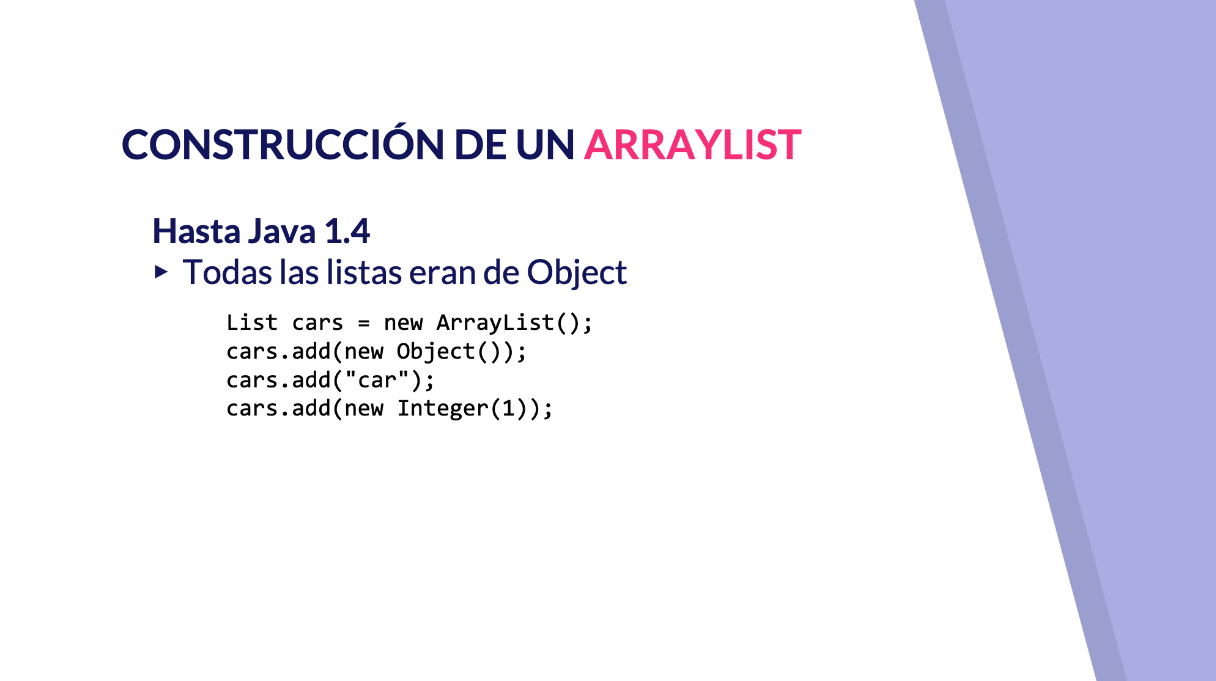 CONSTRUCCIÓN DE UN ARRAYLIST
Hasta Java 1.4
▸ Todas las listas eran de Object
List cars = new ArrayList();
cars.add(new Object());
cars.add("car");
cars.add(new Integer(1));